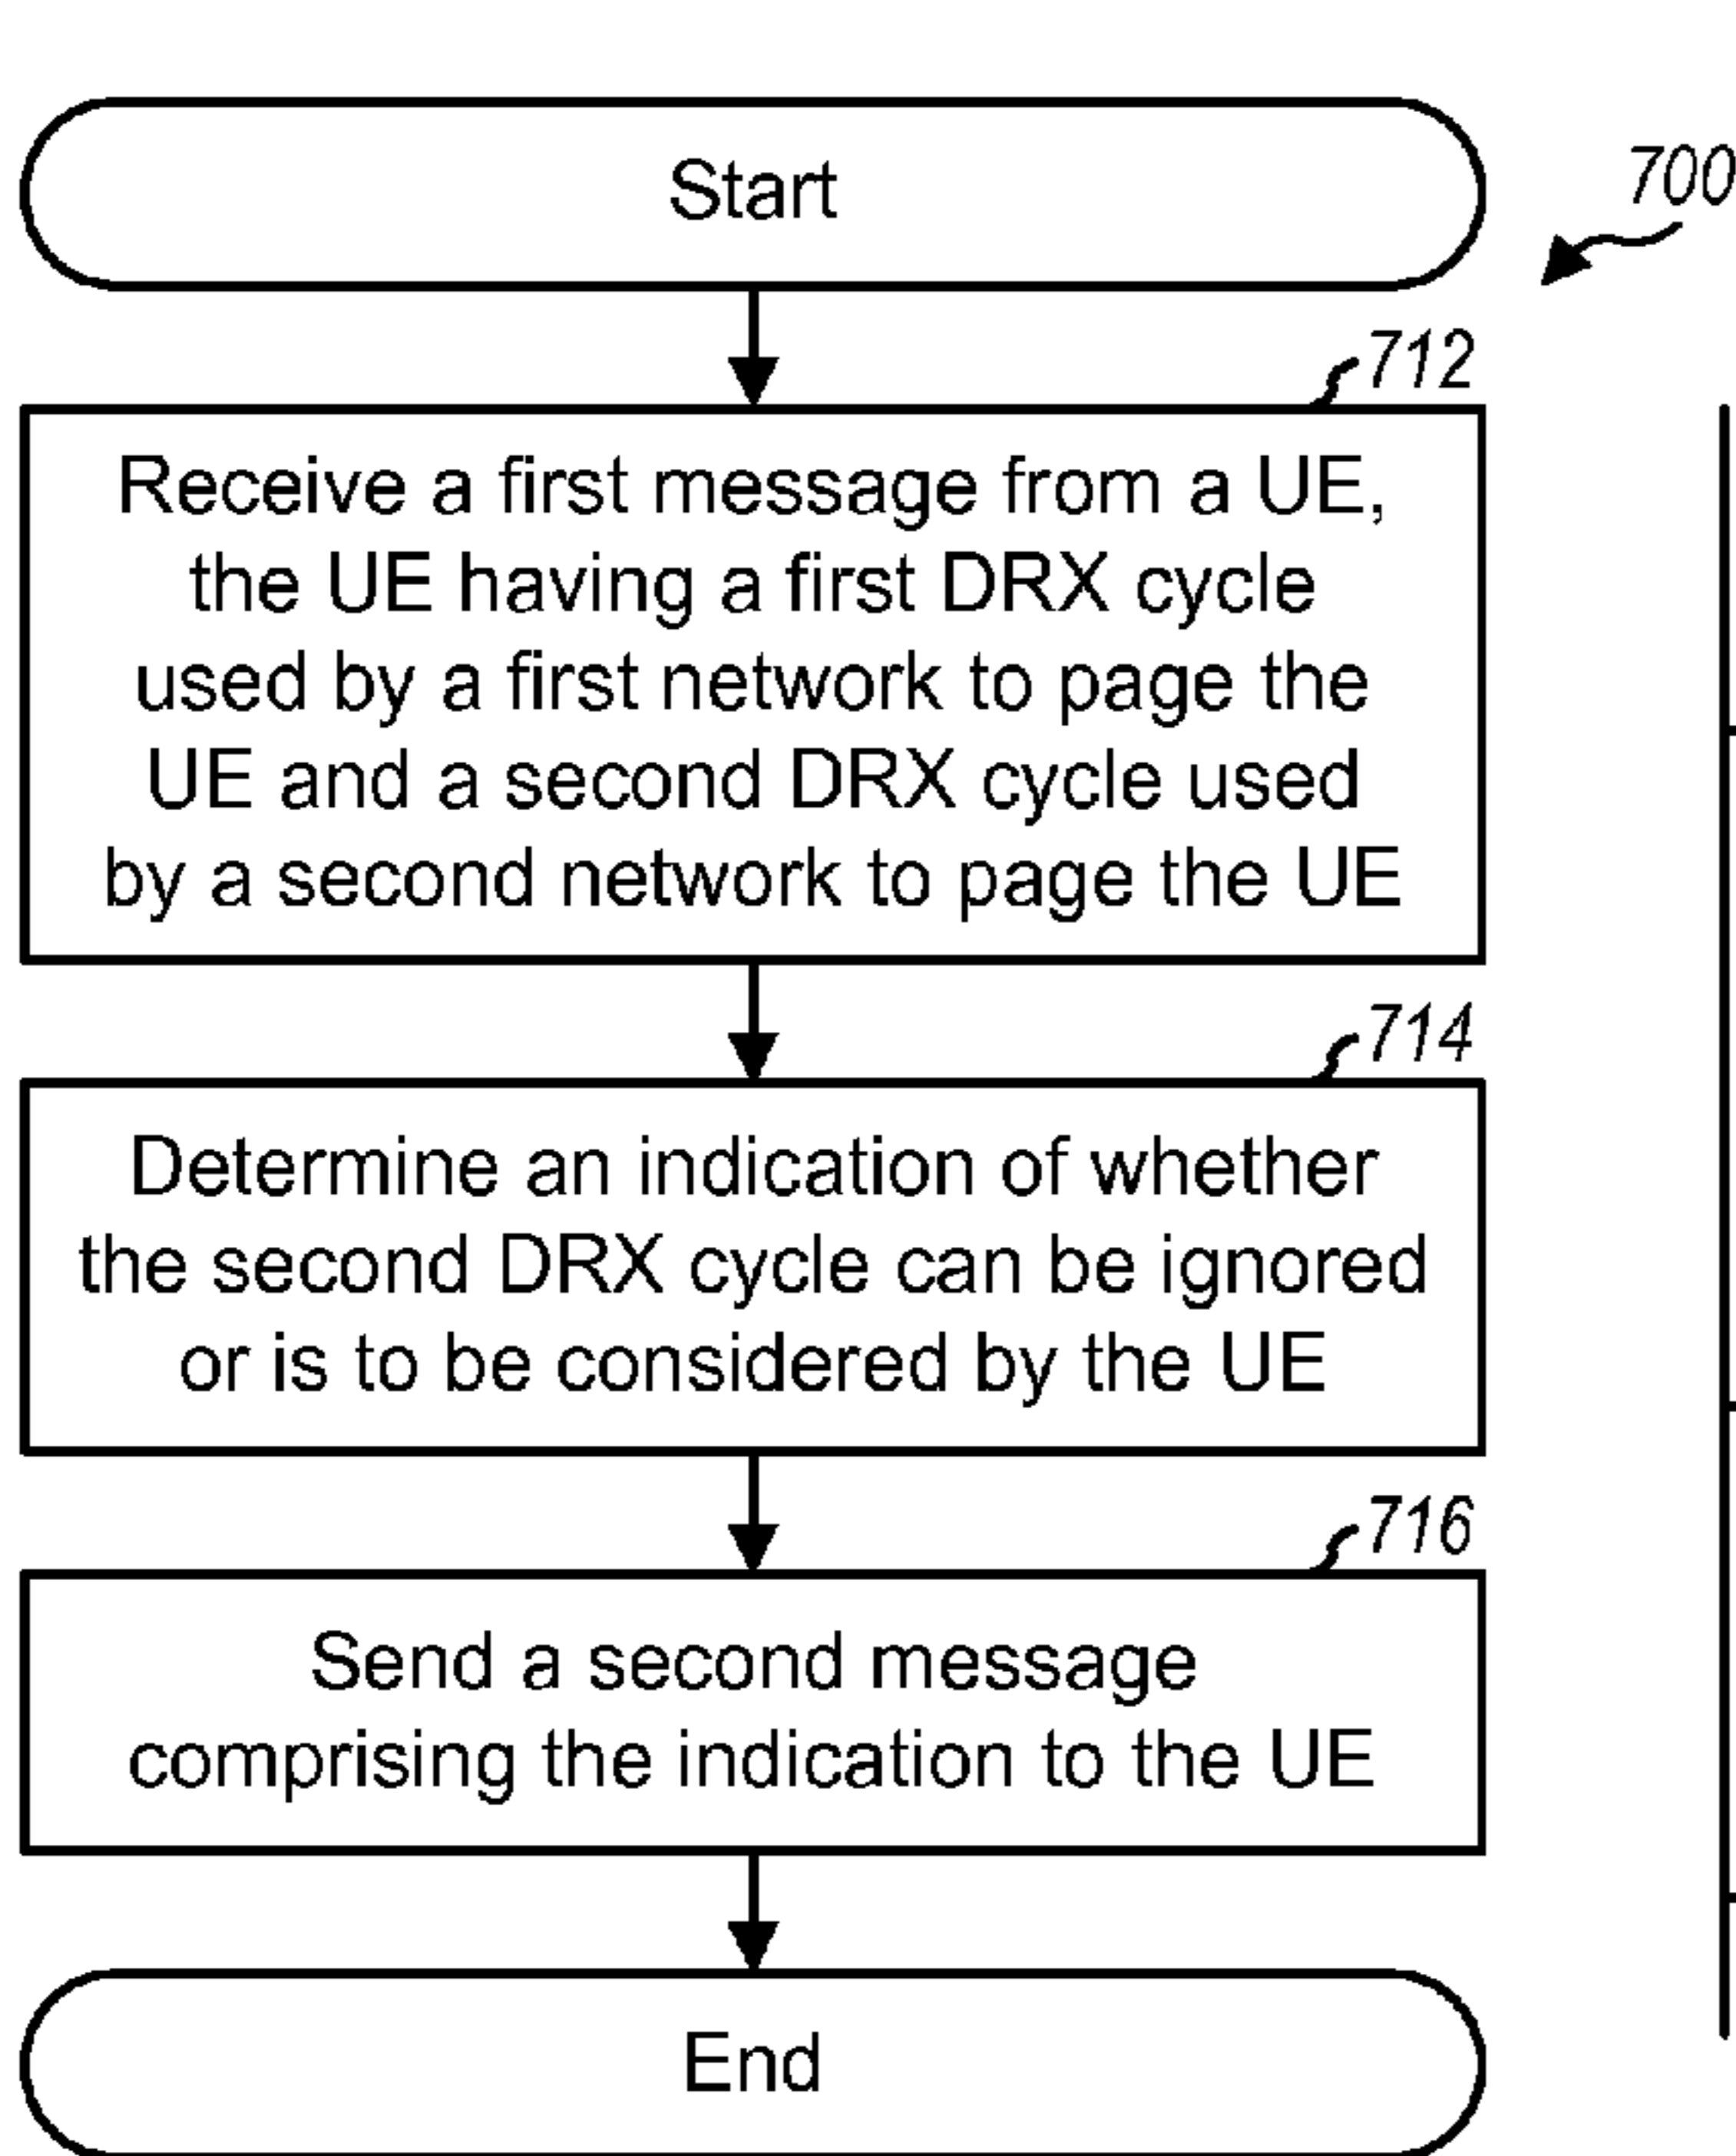 Start
700
712
Receive a first message from a UE,
the UE having a first DRX cycle
used by a first network to page the
UE and a second DRX cycle used
by a second network to page the UE
714
Determine an indication of whether
the second DRX cycle can be ignored
or is to be considered by the UE
716
Send a second message
comprising the indication to the UE
End